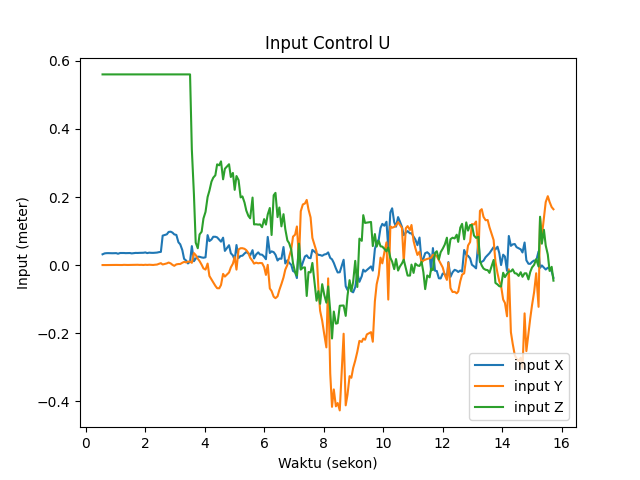 Input Control U
Input (meter)
0.6
0.4
0.2
0.0
−0.2
−0.4
0 2 4 6 8 10 12 14 16
Waktu (sekon)
input X
input Y
input Z